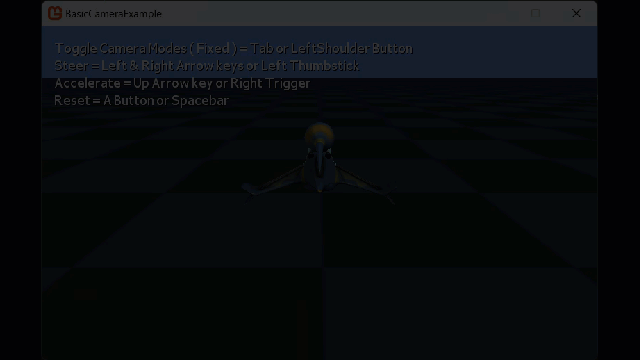 BasicCameraExample
Toggle Camera Modes ( Fixed ) = Tab or LeftShoulder Button
Steer = Left & Right Arrow keys or Left Thumbstick
Accelerate = Up Arrow key or Right Trigger
Reset = A Button or Spacebar